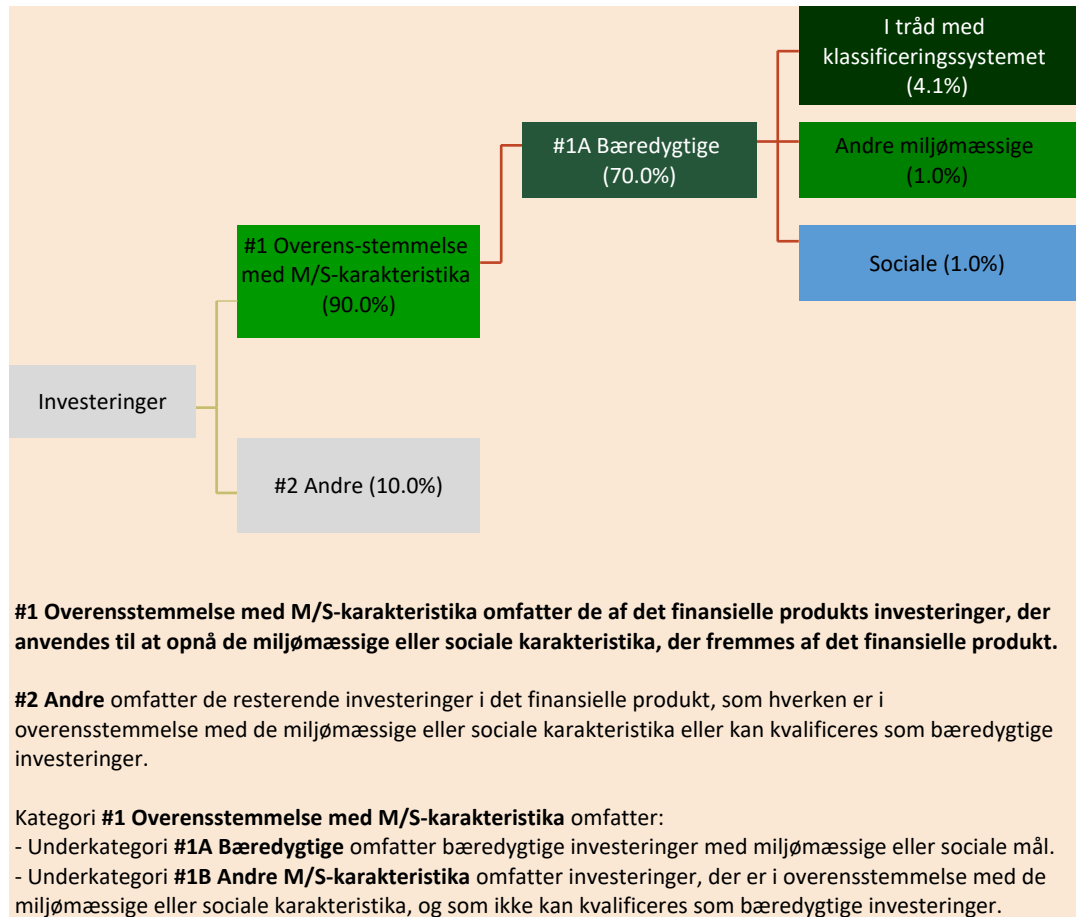 I tråd med
klassificeringssystemet
(4.1%)
#1A Bæredygtige
(70.0%)
Andre miljømæssige
(1.0%)
#1 Overens-stemmelse
med M/S-karakteristika
(90.0%)
Sociale (1.0%)
Investeringer
#2 Andre (10.0%)
#1 Overensstemmelse med M/S-karakteristika omfatter de af det finansielle produkts investeringer, der
anvendes til at opnå de miljømæssige eller sociale karakteristika, der fremmes af det finansielle produkt.
#2 Andre omfatter de resterende investeringer i det finansielle produkt, som hverken er i
overensstemmelse med de miljømæssige eller sociale karakteristika eller kan kvalificeres som bæredygtige
investeringer.
Kategori #1 Overensstemmelse med M/S-karakteristika omfatter:
- Underkategori #1A Bæredygtige omfatter bæredygtige investeringer med miljømæssige eller sociale mål.
- Underkategori #1B Andre M/S-karakteristika omfatter investeringer, der er i overensstemmelse med de
miljømæssige eller sociale karakteristika, og som ikke kan kvalificeres som bæredygtige investeringer.